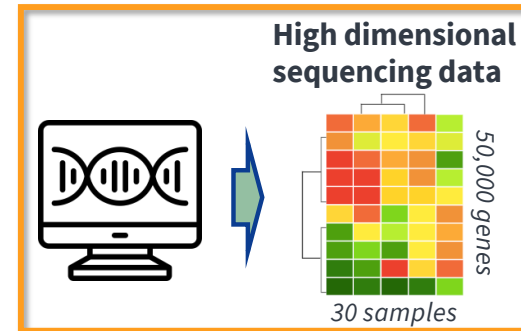 High dimensional
sequencing data
50,000 genes
30 samples